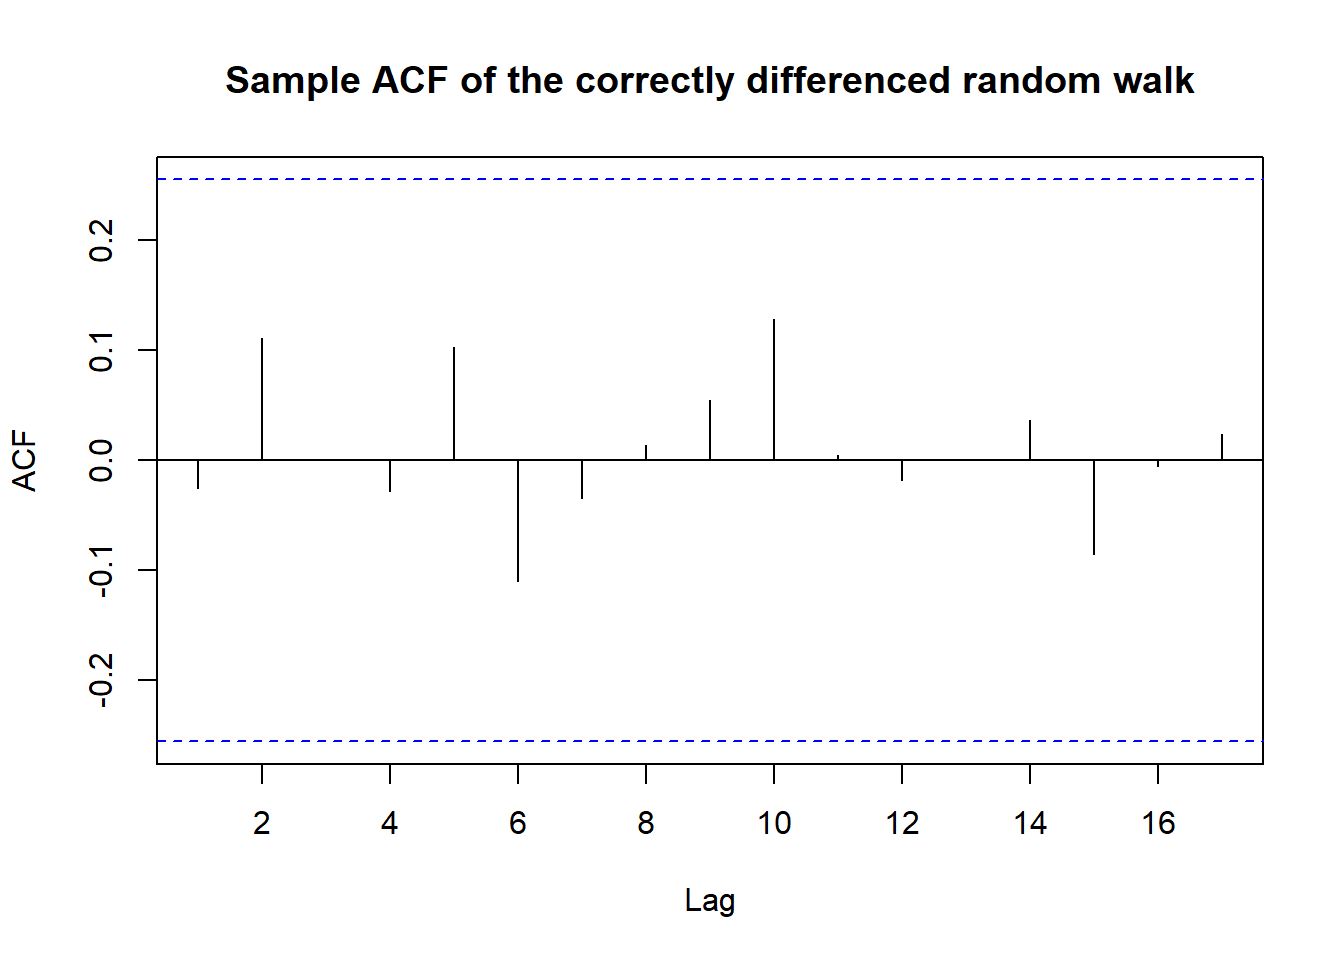 Sample ACF of the correctly differenced random walk
0.2
0.1
0.0
-0.1
-0.2
ACF
2 4 6 8 10 12 14 16
Lag